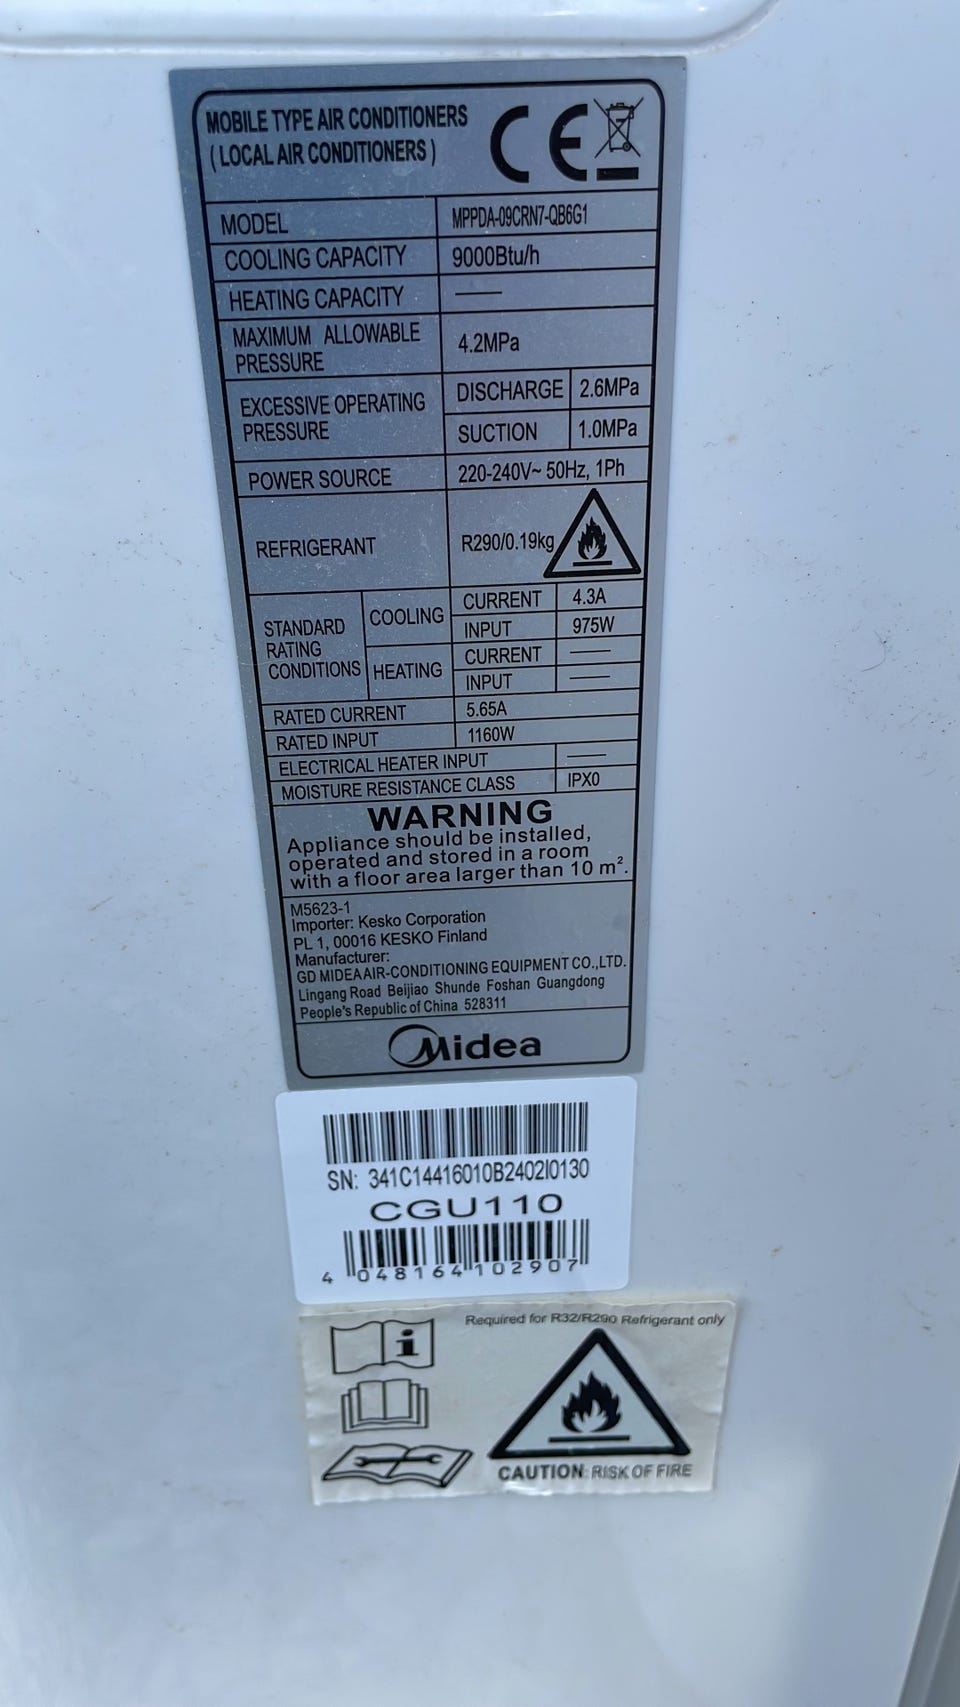 MOBILE TYPE AIR CONDITIONERS
( LOCAL AIR CONDITIONERS )
CE
MODEL MPPDA-09CRN7-QB6G1
COOLING CAPACITY 9000Btu/h
HEATING CAPACITY ——
MAXIMUM ALLOWABLE
PRESSURE 4.2MPa
EXCESSIVE OPERATING
PRESSURE
DISCHARGE 2.6MPa
SUCTION 1.0MPa
POWER SOURCE 220-240V~ 50Hz, 1Ph
REFRIGERANT R290/0.19kg
STANDARD
RATING
CONDITIONS
COOLING
CURRENT 4.3A
INPUT 975W
HEATING
CURRENT ——
INPUT ——
RATED CURRENT 5.65A
RATED INPUT 1160W
ELECTRICAL HEATER INPUT ——
MOISTURE RESISTANCE CLASS IPX0
WARNING
Appliance should be installed,
operated and stored in a room
with a floor area larger than 10 m².
M5623-1
Importer: Kesko Corporation
PL 1, 00016 KESKO Finland
Manufacturer:
GD MIDEA AIR-CONDITIONING EQUIPMENT CO.,LTD.
Lingang Road Beijiao Shunde Foshan Guangdong
People's Republic of China 528311
Midea
SN: 341C14416010B2402I0130
CGU110
4 048164 102907
Required for R32/R290 Refrigerant only
i
CAUTION: RISK OF FIRE